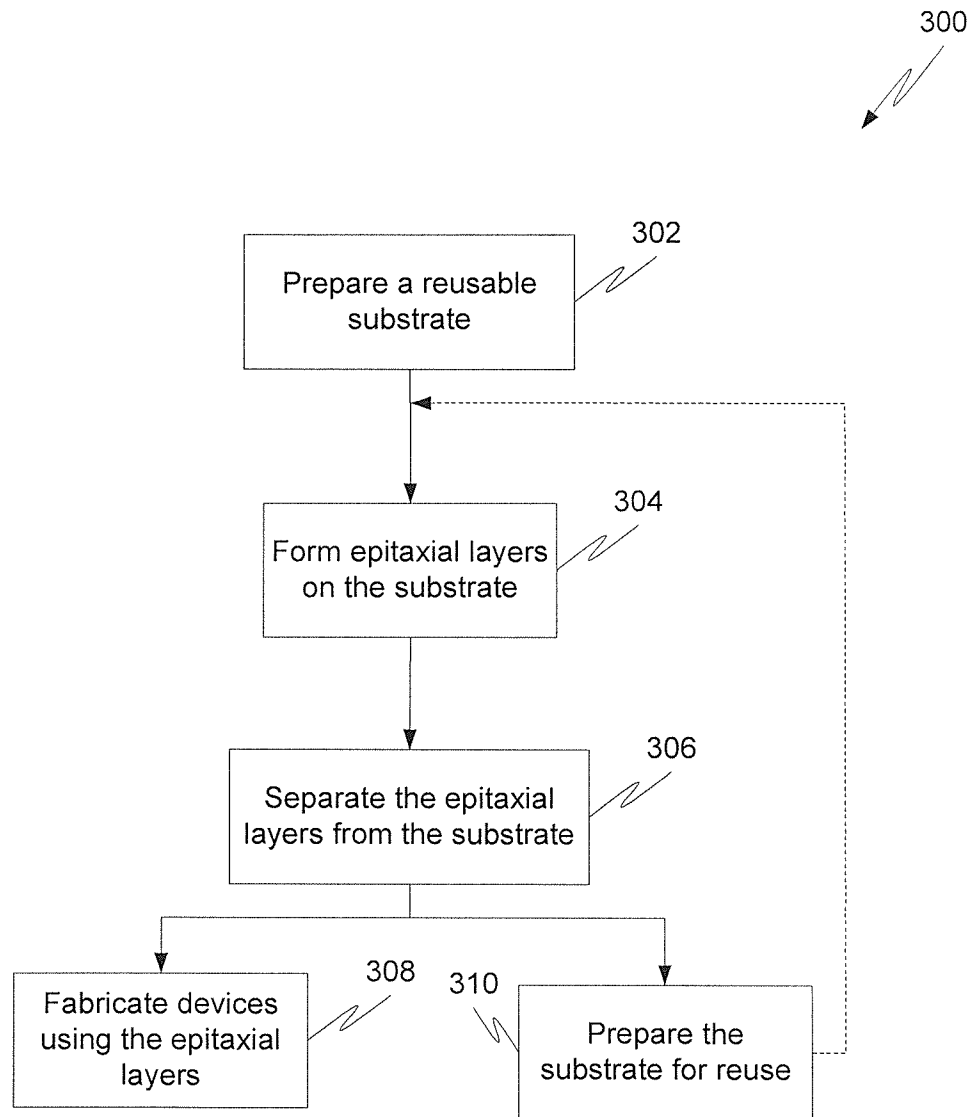 300
302
Prepare a reusable
substrate
304
Form epitaxial layers
on the substrate
306
Separate the epitaxial
layers from the substrate
308
Fabricate devices
using the epitaxial
layers
310
Prepare the
substrate for reuse